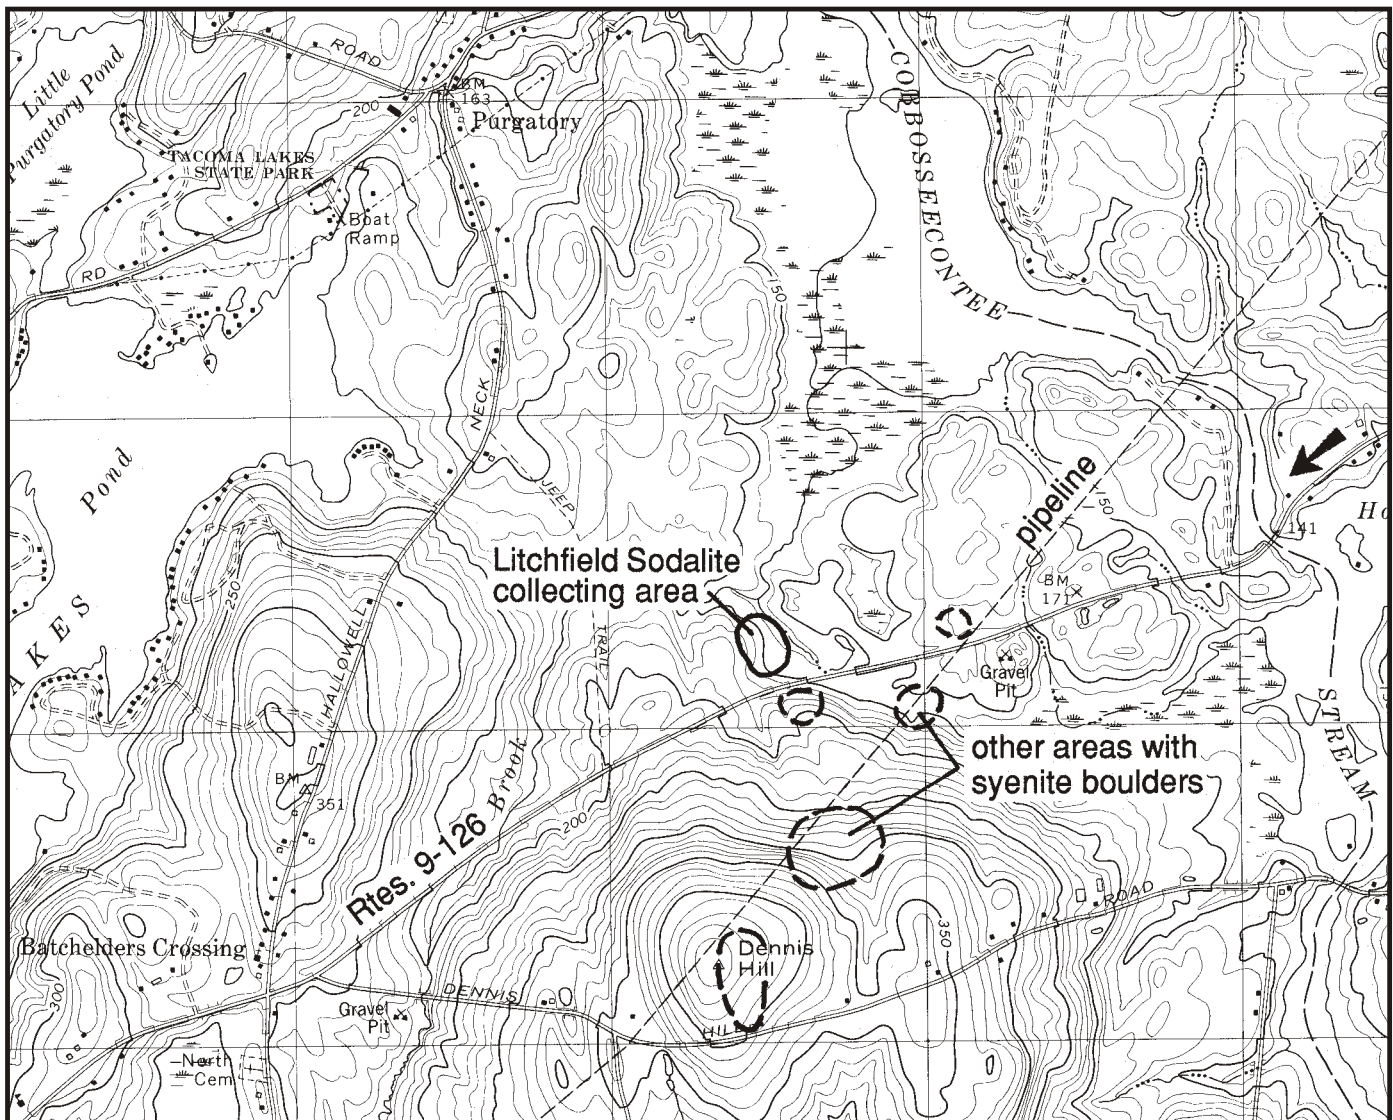 Little
Purgatory Pond
ROAD
200
BM
163
Purgatory
TACOMA LAKES
STATE PARK
Boat
Ramp
RD
COBBOSSEECONTEE
150
NECK
Pond
JEEP
pipeline
150
141
Litchfield Sodalite
collecting area
BM
171
250
AKES
HALLOWELL
TRAIL
Gravel
Pit
STREAM
other areas with
syenite boulders
BM
351
Brook
200
Rtes. 9-126
ROAD
Batchelders Crossing
350
Dennis
Hill
300
DENNIS
Gravel
Pit
HILL
North
Cem